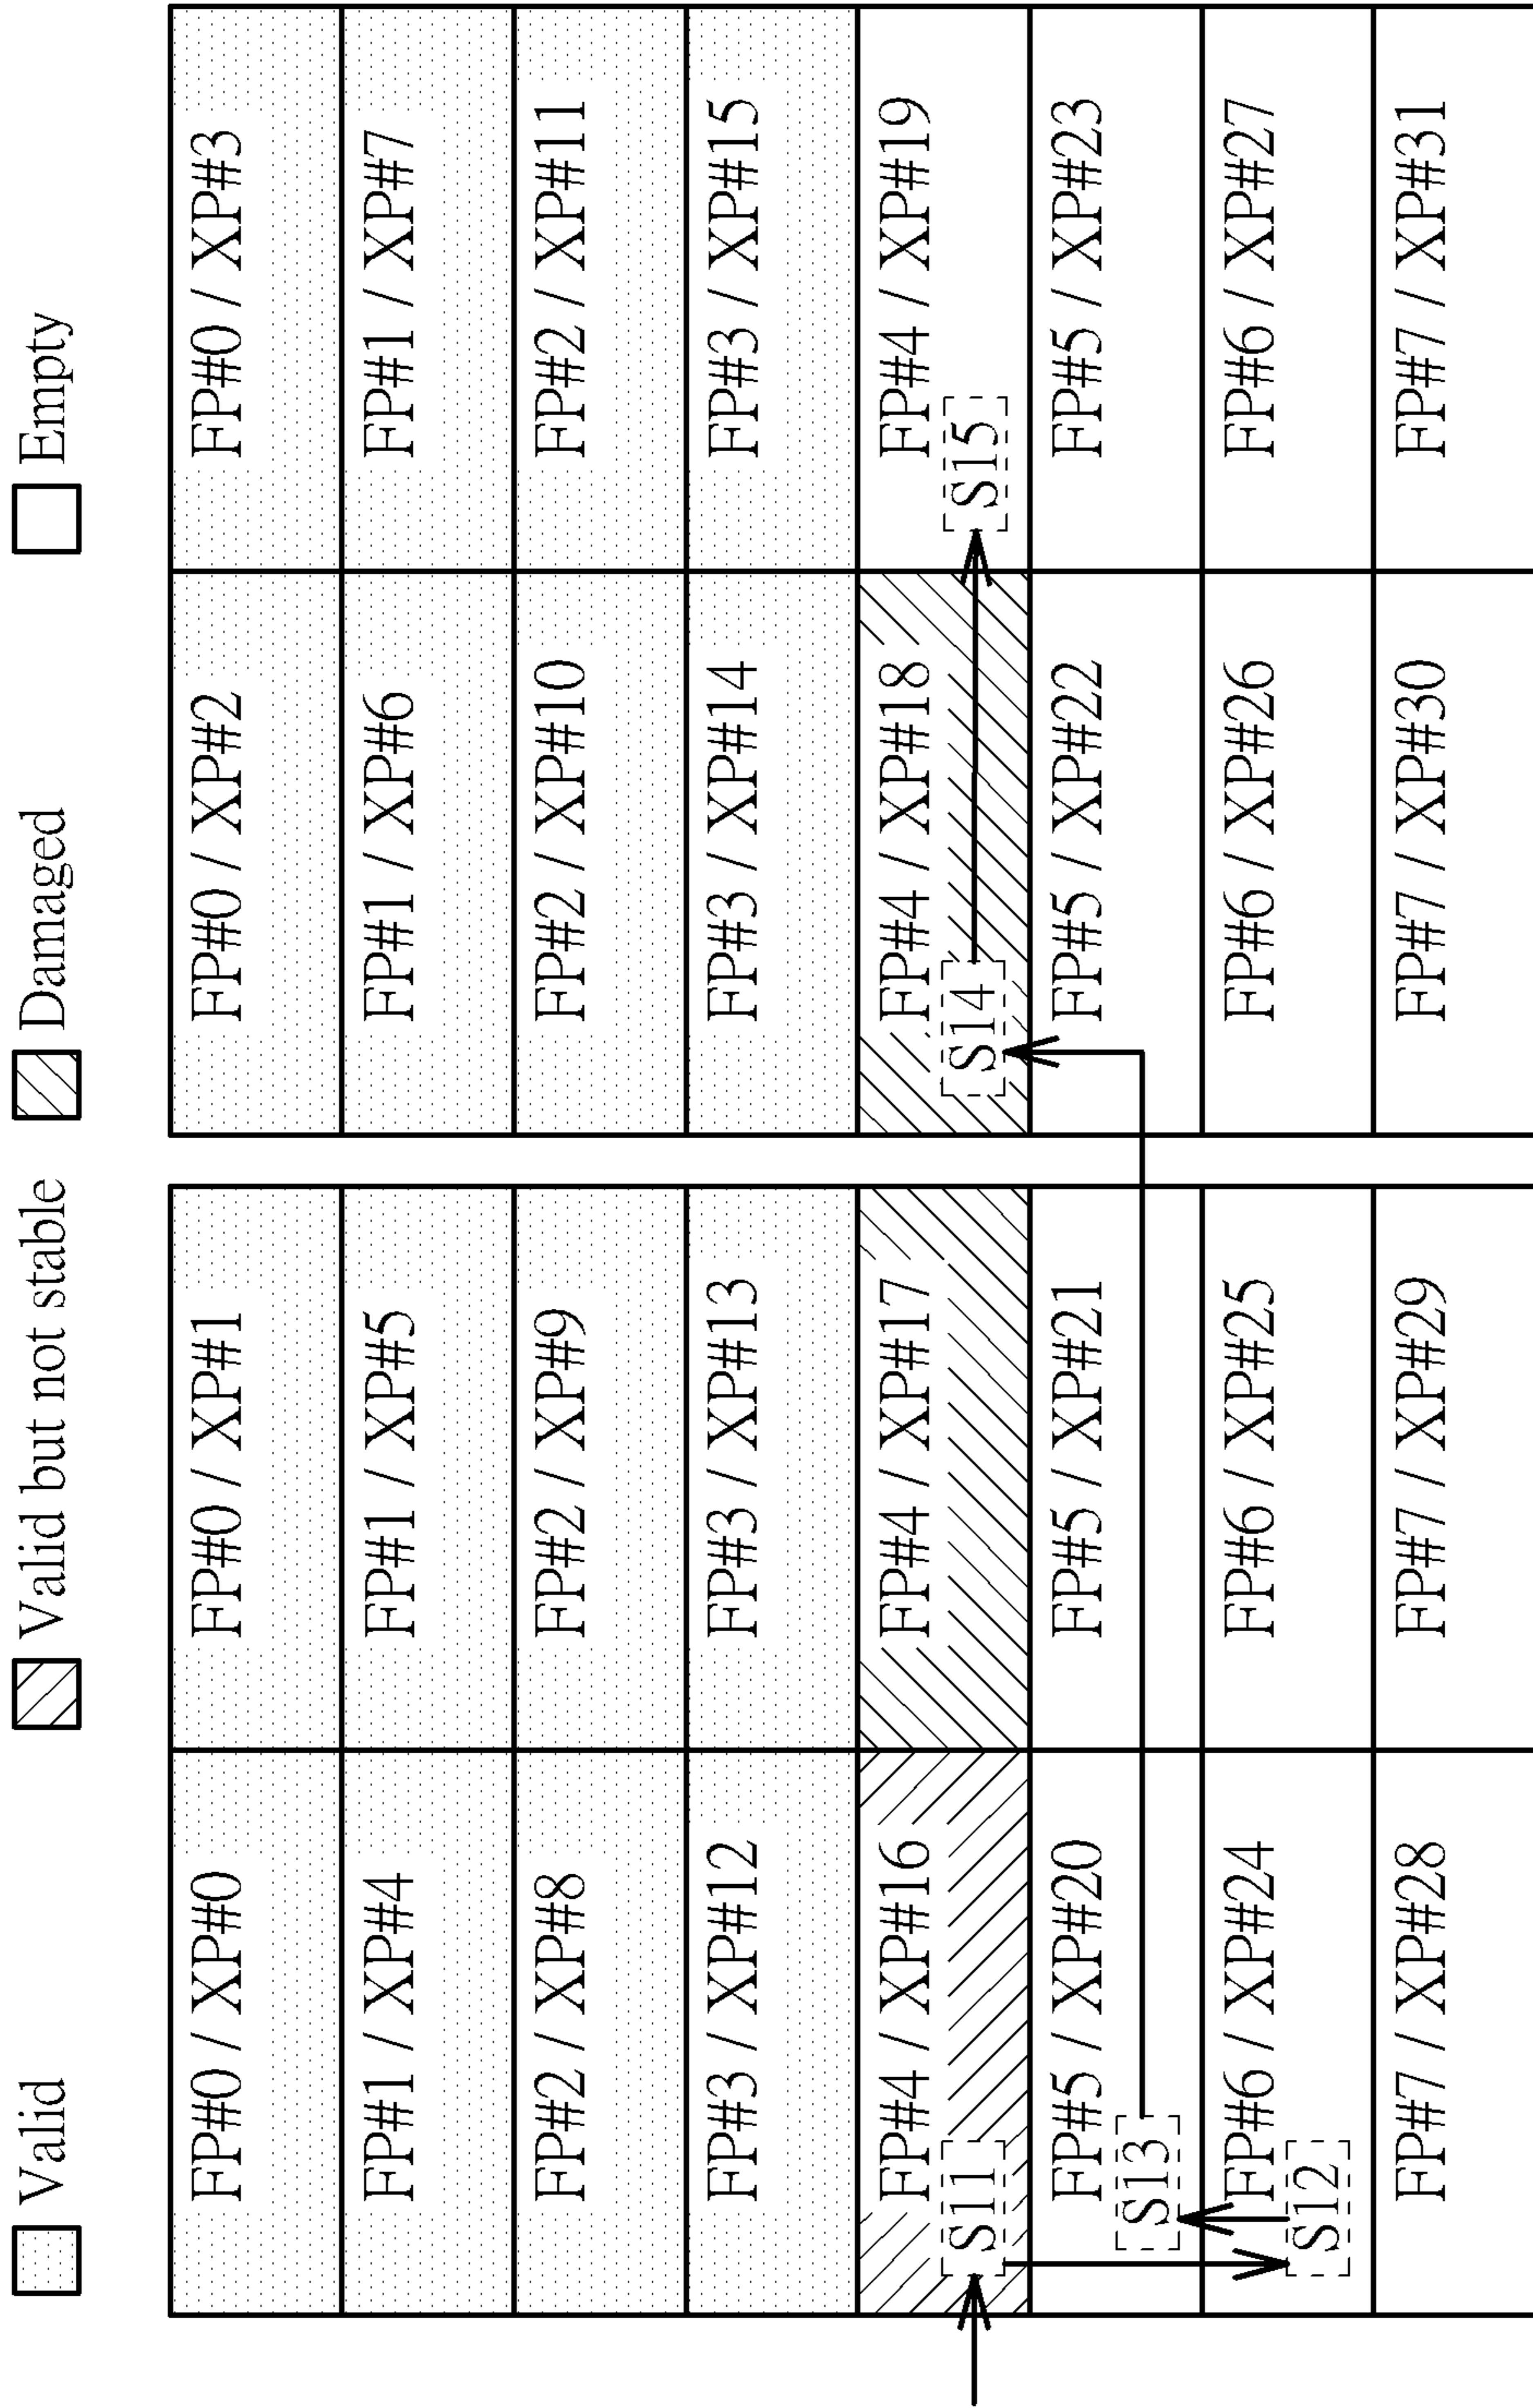 Valid
Valid but not stable
Damaged
Empty
FP#0 / XP#0
FP#0 / XP#1
FP#0 / XP#2
FP#0 / XP#3
FP#1 / XP#4
FP#1 / XP#5
FP#1 / XP#6
FP#1 / XP#7
FP#2 / XP#8
FP#2 / XP#9
FP#2 / XP#10
FP#2 / XP#11
FP#3 / XP#12
FP#3 / XP#13
FP#3 / XP#14
FP#3 / XP#15
FP#4 / XP#16
FP#4 / XP#17
FP#4 / XP#18
FP#4 / XP#19
S11
S14
S15
FP#5 / XP#20
FP#5 / XP#21
FP#5 / XP#22
FP#5 / XP#23
S13
FP#6 / XP#24
FP#6 / XP#25
FP#6 / XP#26
FP#6 / XP#27
S12
FP#7 / XP#28
FP#7 / XP#29
FP#7 / XP#30
FP#7 / XP#31